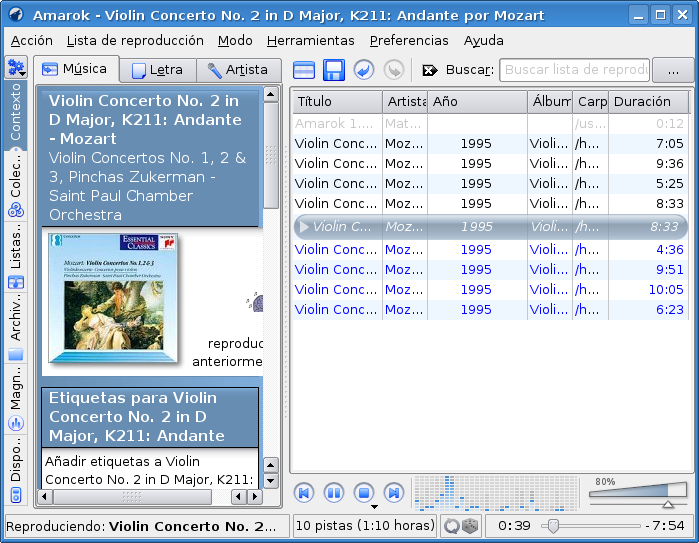 Amarok - Violin Concerto No. 2 in D Major, K211: Andante por Mozart
Acción Lista de reproducción Modo Herramientas Preferencias Ayuda
Música Letra Artista
Buscar: Buscar lista de reprodu ...
Contexto
Colec...
Listas...
Archiv...
Magn...
Dispo...
Violin Concerto No. 2 in
D Major, K211: Andante
- Mozart
Violin Concertos No. 1, 2 &
3, Pinchas Zukerman -
Saint Paul Chamber
Orchestra
ESSENTIAL CLASSICS
SONY
Mozart: Violin Concertos No. 1, 2 & 3
Pinchas Zukerman · Saint Paul Chamber Orchestra
reproduc
anteriorme
Etiquetas para Violin
Concerto No. 2 in D
Major, K211: Andante
Añadir etiquetas a Violin
Concerto No. 2 in D Major, K211:
Título Artista Año Álbum Carp Duración
Amarok 1.... Mat... /us... 0:12
Violin Conc... Moz... 1995 Violi... /h... 7:05
Violin Conc... Moz... 1995 Violi... /h... 9:36
Violin Conc... Moz... 1995 Violi... /h... 5:25
Violin Conc... Moz... 1995 Violi... /h... 8:33
Violin C... Moz... 1995 Violi... /h... 8:33
Violin Conc... Moz... 1995 Violi... /h... 4:36
Violin Conc... Moz... 1995 Violi... /h... 9:51
Violin Conc... Moz... 1995 Violi... /h... 10:05
Violin Conc... Moz... 1995 Violi... /h... 6:23
80%
Reproduciendo: Violin Concerto No. 2... 10 pistas (1:10 horas) 0:39 -7:54